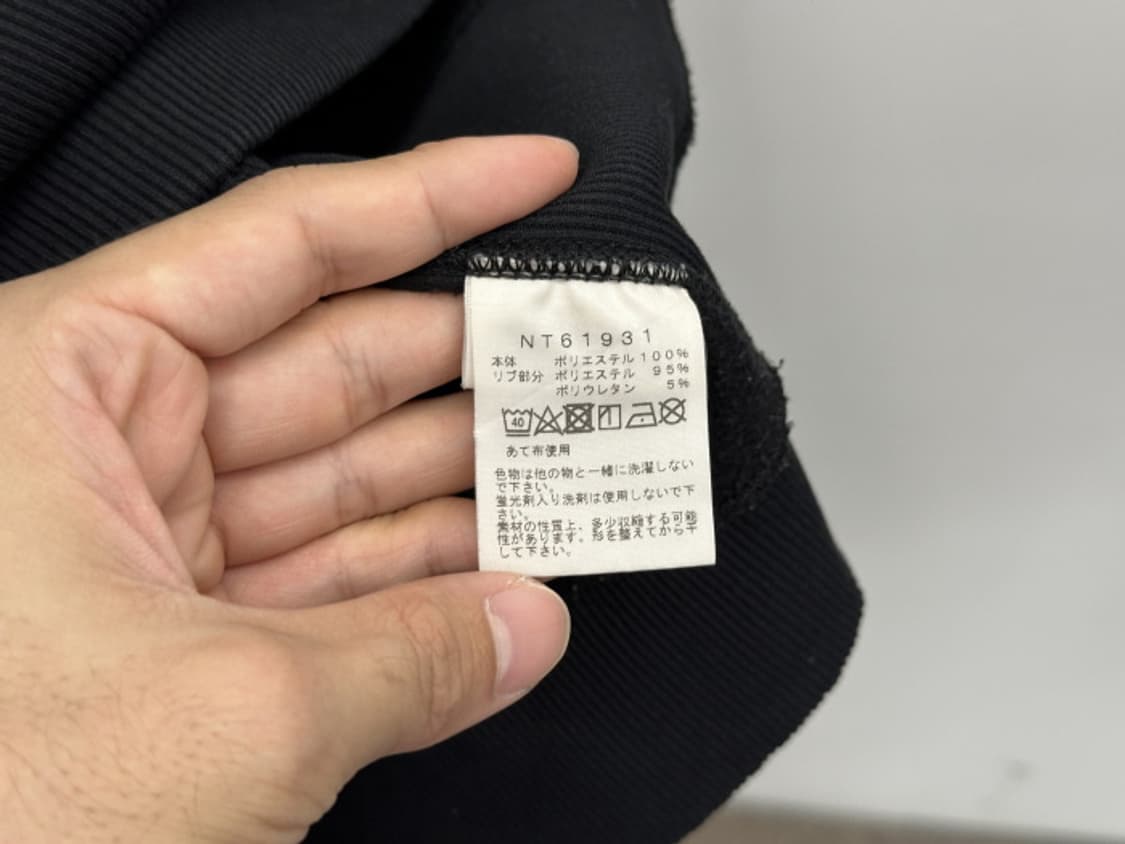 NT61931
本体 ポリエステル100%
リブ部分 ポリエステル 95%
ポリウレタン 5%
40
あて布使用
色物は他の物と一緒に洗濯しない
で下さい。
蛍光剤入り洗剤は使用しないで下
さい。
素材の性質上、多少収縮する可能
性があります。形を整えてから干
して下さい。